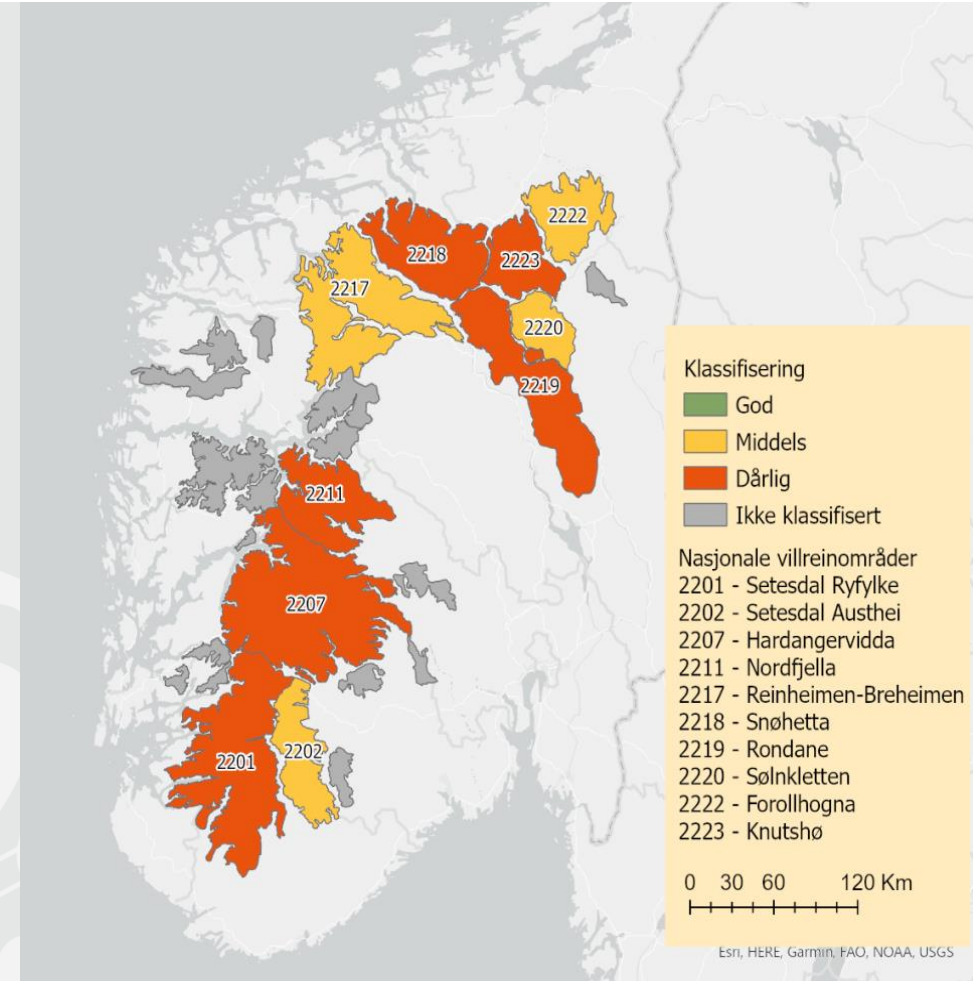 2222
2218
2223
2217
2220
2219
2211
2207
2202
2201
Klassifisering
God
Middels
Dårlig
Ikke klassifisert
Nasjonale villreinområder
2201 - Setesdal Ryfylke
2202 - Setesdal Austhei
2207 - Hardangervidda
2211 - Nordfjella
2217 - Reinheimen-Breheimen
2218 - Snøhetta
2219 - Rondane
2220 - Sølnkletten
2222 - Forollhogna
2223 - Knutshø
0 30 60 120 Km
Esri, HERE, Garmin, FAO, NOAA, USGS